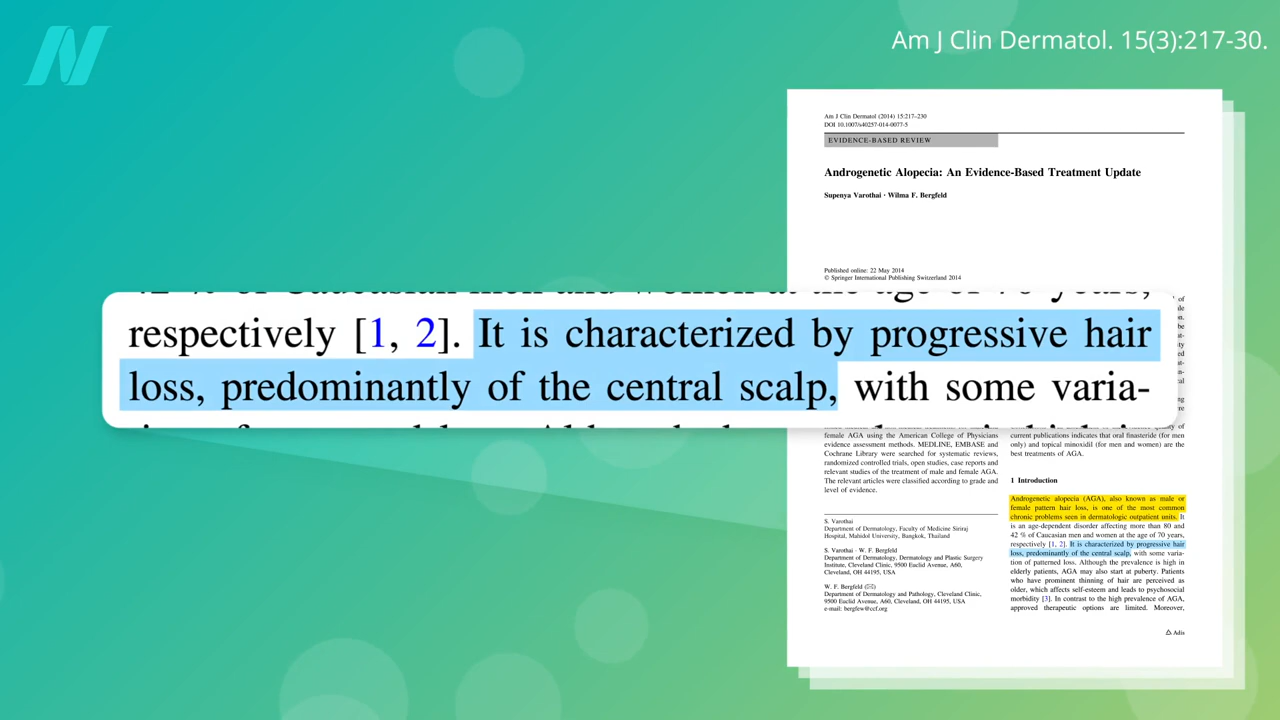 Am J Clin Dermatol. 15(3):217-30.
Am J Clin Dermatol (2014) 15:217–230
DOI 10.1007/s40257-014-0077-5
EVIDENCE-BASED REVIEW
Androgenetic Alopecia: An Evidence-Based Treatment Update
Supenya Varothai · Wilma F. Bergfeld
Published online: 22 May 2014
© Springer International Publishing Switzerland 2014
of Caucasian men and women at the age of 70 years,
respectively [1, 2]. It is characterized by progressive hair
loss, predominantly of the central scalp, with some varia-
female AGA using the American College of Physicians
evidence assessment methods. MEDLINE, EMBASE and
Cochrane Library were searched for systematic reviews,
randomized controlled trials, open studies, case reports and
relevant studies of the treatment of male and female AGA.
The relevant articles were classified according to grade and
level of evidence.
S. Varothai
Department of Dermatology, Faculty of Medicine Siriraj
Hospital, Mahidol University, Bangkok, Thailand
S. Varothai · W. F. Bergfeld
Department of Dermatology, Dermatology and Plastic Surgery
Institute, Cleveland Clinic, 9500 Euclid Avenue, A60,
Cleveland, OH 44195, USA
W. F. Bergfeld (✉)
Department of Dermatology and Pathology, Cleveland Clinic,
9500 Euclid Avenue, A60, Cleveland, OH 44195, USA
e-mail: bergfew@ccf.org
current publications indicates that oral finasteride (for men
only) and topical minoxidil (for men and women) are the
best treatments of AGA.
1 Introduction
Androgenetic alopecia (AGA), also known as male or
female pattern hair loss, is one of the most common
chronic problems seen in dermatologic outpatient units. It
is an age-dependent disorder affecting more than 80 and
42 % of Caucasian men and women at the age of 70 years,
respectively [1, 2]. It is characterized by progressive hair
loss, predominantly of the central scalp, with some varia-
tion of patterned loss. Although the prevalence is high in
elderly patients, AGA may also start at puberty. Patients
who have prominent thinning of hair are perceived as
older, which affects self-esteem and leads to psychosocial
morbidity [3]. In contrast to the high prevalence of AGA,
approved therapeutic options are limited. Moreover,
Adis